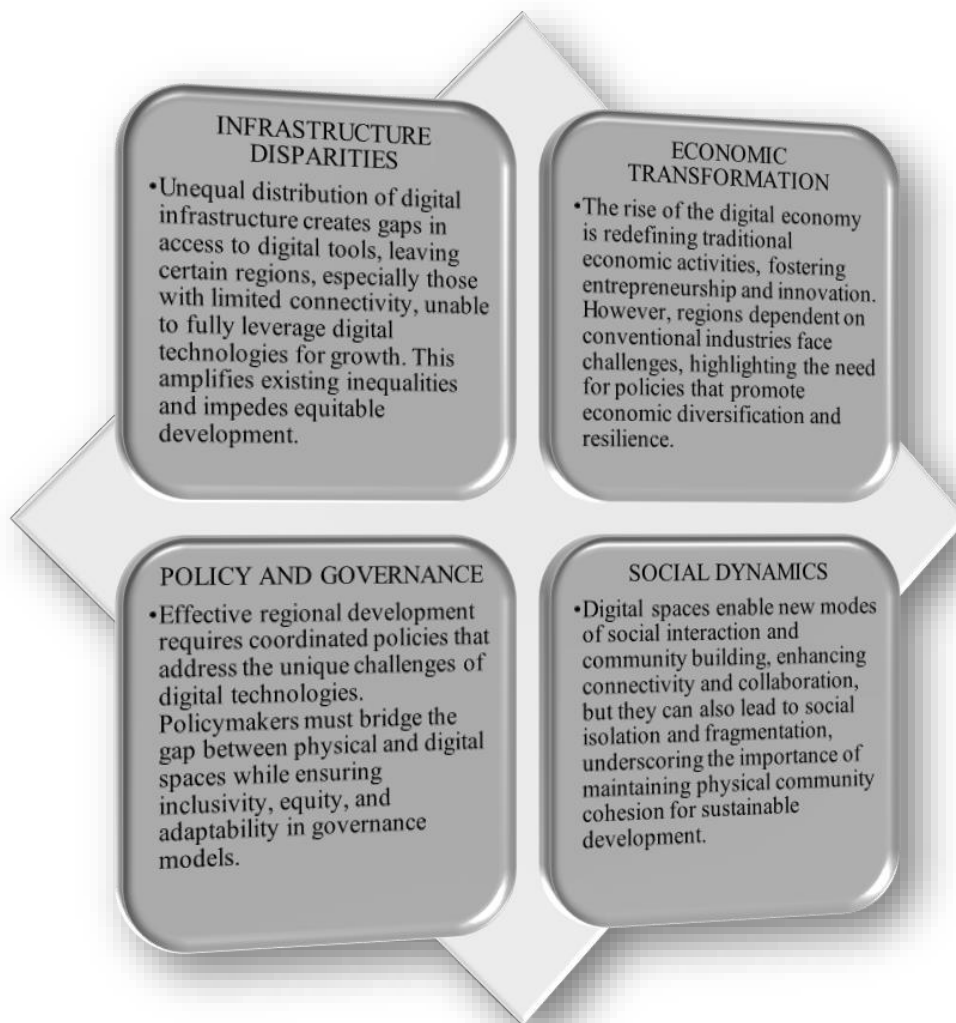 INFRASTRUCTURE
DISPARITIES
•Unequal distribution of digital
infrastructure creates gaps in
access to digital tools, leaving
certain regions, especially those
with limited connectivity, unable
to fully leverage digital
technologies for growth. This
amplifies existing inequalities
and impedes equitable
development.
ECONOMIC
TRANSFORMATION
•The rise of the digital economy
is redefining traditional
economic activities, fostering
entrepreneurship and innovation.
However, regions dependent on
conventional industries face
challenges, highlighting the need
for policies that promote
economic diversification and
resilience.
POLICY AND GOVERNANCE
•Effective regional development
requires coordinated policies that
address the unique challenges of
digital technologies.
Policymakers must bridge the
gap between physical and digital
spaces while ensuring
inclusivity, equity, and
adaptability in governance
models.
SOCIAL DYNAMICS
•Digital spaces enable new modes
of social interaction and
community building, enhancing
connectivity and collaboration,
but they can also lead to social
isolation and fragmentation,
underscoring the importance of
maintaining physical community
cohesion for sustainable
development.